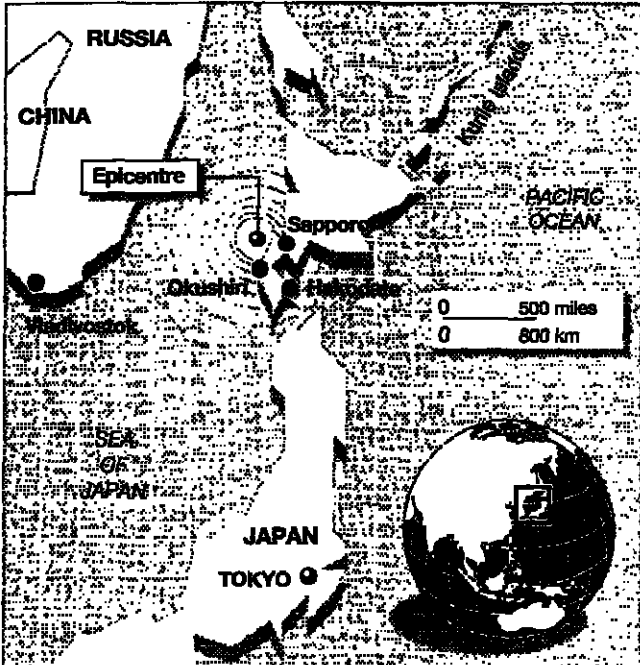 RUSSIA
CHINA
Kurile Islands
Epicentre
PACIFIC
OCEAN
Sapporo
Okushiri
Hakodate
Vladivostok
0 500 miles
0 800 km
SEA
OF
JAPAN
JAPAN
TOKYO